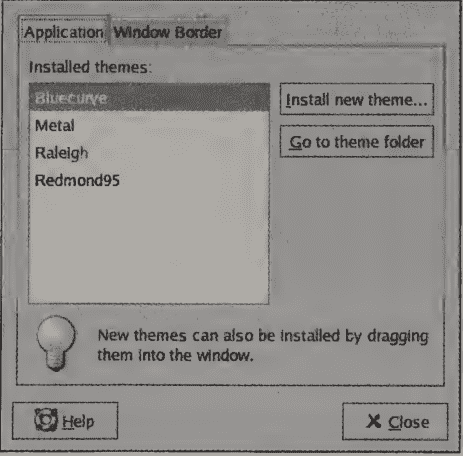 Application Window Border
Installed themes:
Bluecurve
Metal
Raleigh
Redmond95
Install new theme...
Go to theme folder
New themes can also be installed by dragging
them into the window.
Help
X Close